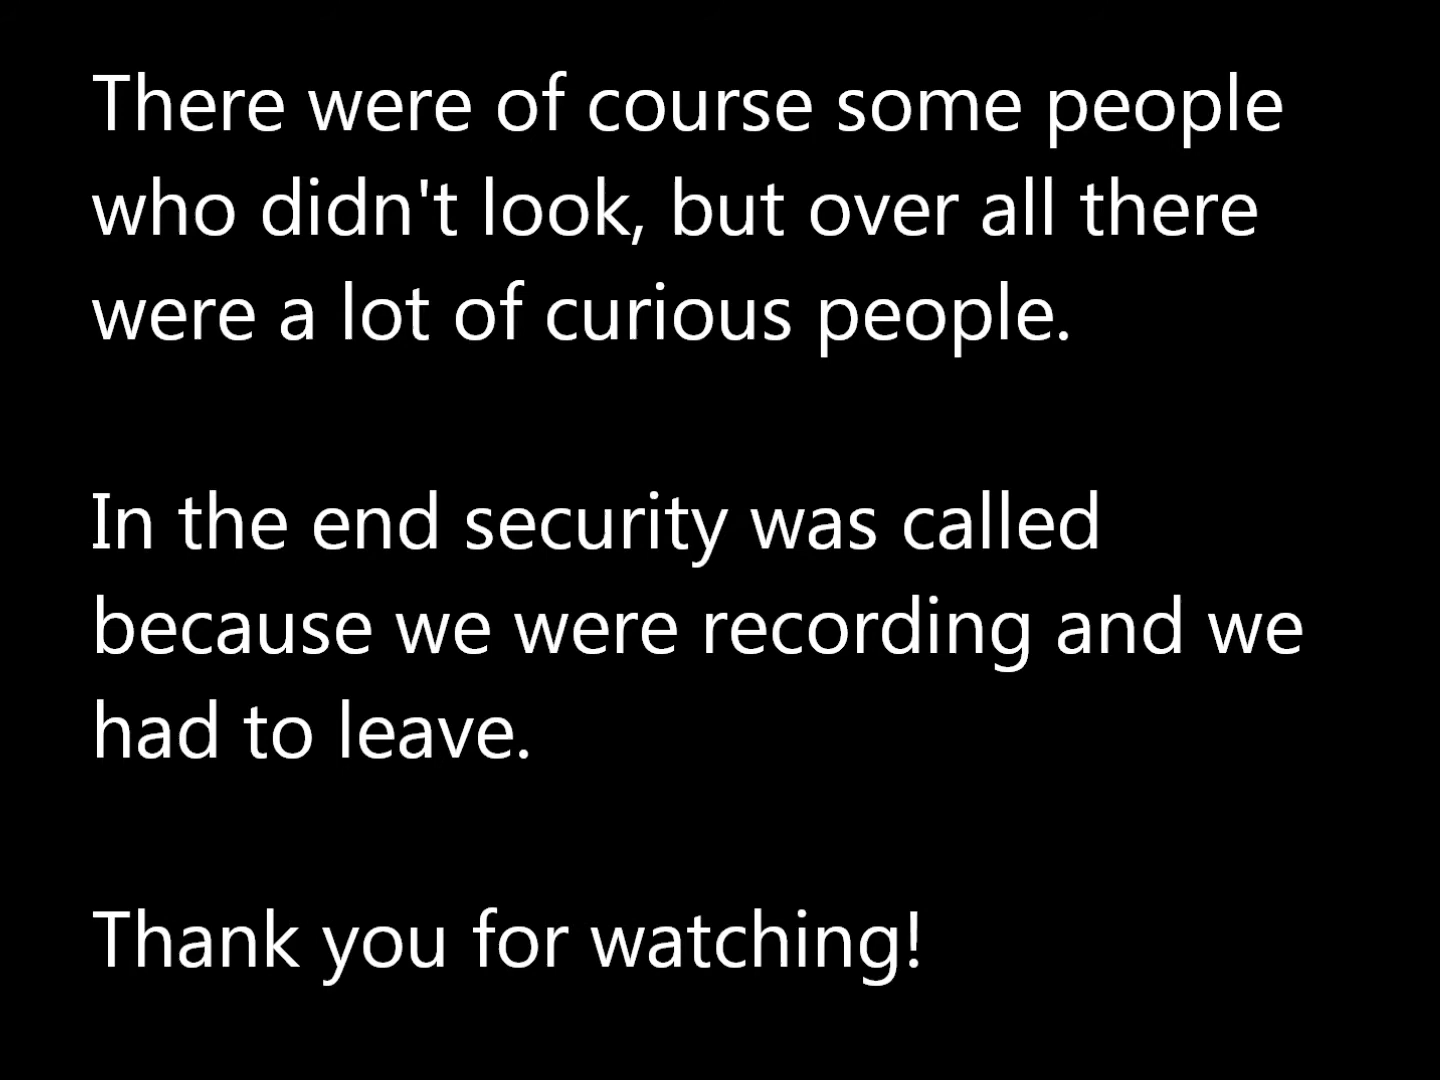 There were of course some people
who didn't look, but over all there
were a lot of curious people.
In the end security was called
because we were recording and we
had to leave.
Thank you for watching!